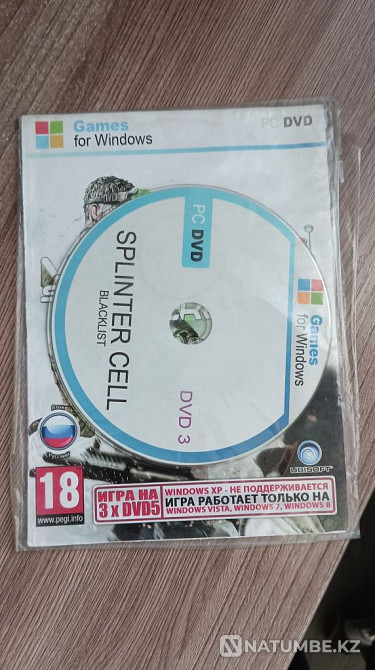 Games
for Windows
PC DVD
PC DVD
SPLINTER CELL
BLACKLIST
DVD 3
Games
for Windows
UBISOFT
Русский
18
www.pegi.info
ИГРА НА
3 x DVD5
WINDOWS XP - НЕ ПОДДЕРЖИВАЕТСЯ
ИГРА РАБОТАЕТ ТОЛЬКО НА
WINDOWS VISTA, WINDOWS 7, WINDOWS 8
NATUMBE.KZ